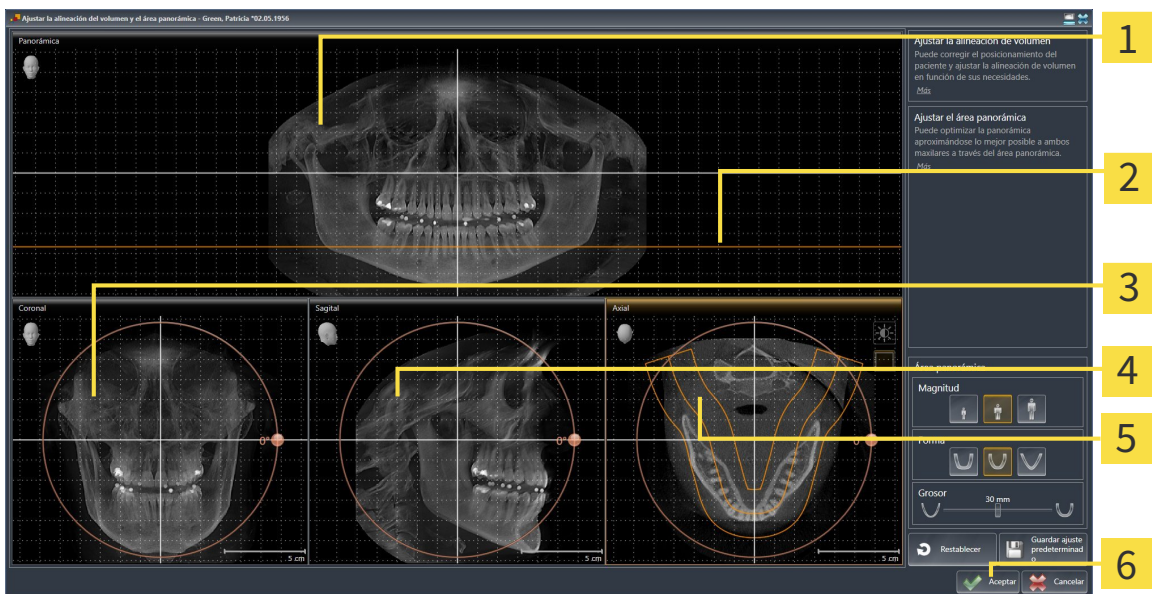 Ajustar la alineación del volumen y el área panorámica - Green, Patricia *02.05.1956
Panorámica
1
Ajustar la alineación de volumen
Puede corregir el posicionamiento del
paciente y ajustar la alineación de volumen
en función de sus necesidades.
Más
Ajustar el área panorámica
Puede optimizar la panorámica
aproximándose lo mejor posible a ambos
maxilares a través del área panorámica.
Más
2
3
Coronal
Sagital
Axial
4
Área panorámica
Magnitud
5
0°
0°
0
Forma
Grosor
30 mm
5 cm
5 cm
5 cm
Restablecer
Guardar ajuste
predeterminad
o
6
Aceptar
Cancelar